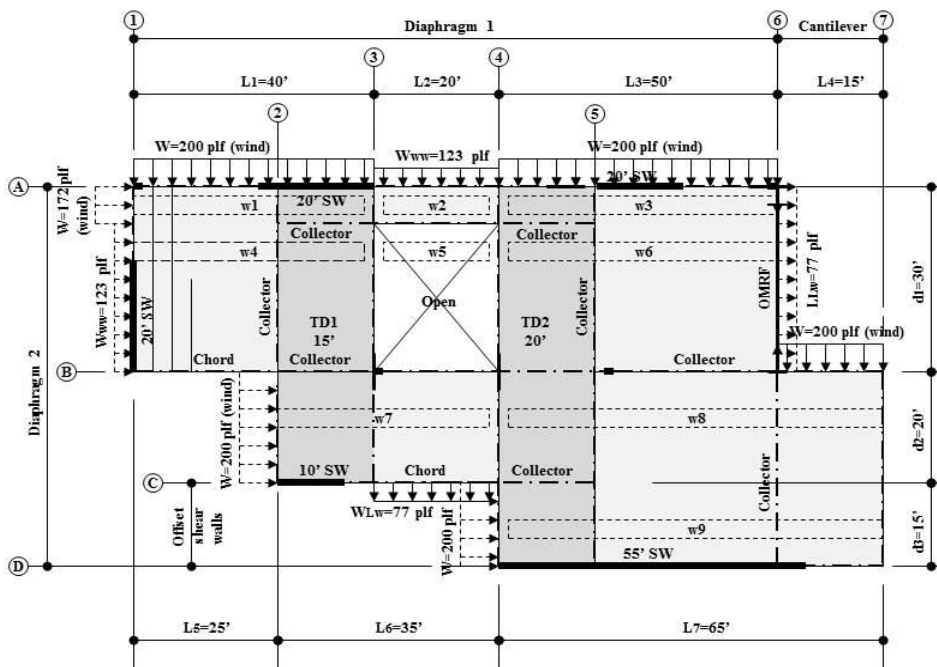 1
Diaphragm 1
6
Cantilever
7
3
4
L1=40’
L2=20’
L3=50’
L4=15’
2
5
W=200 plf (wind)
WWW=123 plf
W=200 plf (wind)
A
20’ SW
W=172 plf
(wind)
w1
20’ SW
w2
w3
Collector
Collector
w4
w5
w6
WWW=123 plf
20’ SW
Collector
Open
Collector
OMRF
LLW=77 plf
d1=30’
W=200 plf (wind)
TD1
15’
TD2
20’
Chord
Collector
Collector
B
Diaphragm 2
W=200 plf (wind)
w7
w8
d2=20’
10’ SW
Chord
Collector
C
Collector
WLW=77 plf
Offset
shear
walls
W=200 plf
w9
d3=15’
55’ SW
D
L5=25’
L6=35’
L7=65’